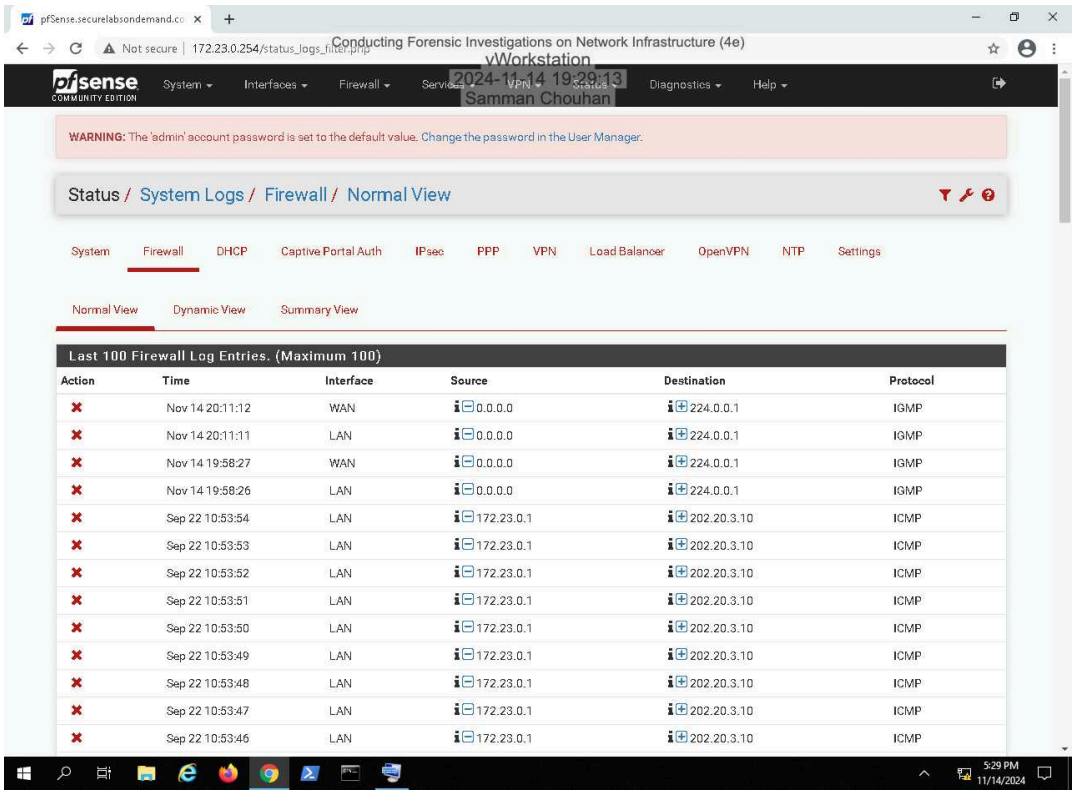 pfSense.securelabsondemand.co
Not secure | 172.23.0.254/status_logs_filter.php
Conducting Forensic Investigations on Network Infrastructure (4e)
vWorkstation
2024-11-14 19:29:13
Samman Chouhan
pfsense
COMMUNITY EDITION
System Interfaces Firewall Services VPN Status Diagnostics Help
WARNING: The 'admin' account password is set to the default value. Change the password in the User Manager.
Status / System Logs / Firewall / Normal View
System Firewall DHCP Captive Portal Auth IPsec PPP VPN Load Balancer OpenVPN NTP Settings
Normal View Dynamic View Summary View
Last 100 Firewall Log Entries. (Maximum 100)
Action Time Interface Source Destination Protocol
Nov 14 20:11:12 WAN 0.0.0.0 224.0.0.1 IGMP
Nov 14 20:11:11 LAN 0.0.0.0 224.0.0.1 IGMP
Nov 14 19:58:27 WAN 0.0.0.0 224.0.0.1 IGMP
Nov 14 19:58:26 LAN 0.0.0.0 224.0.0.1 IGMP
Sep 22 10:53:54 LAN 172.23.0.1 202.20.3.10 ICMP
Sep 22 10:53:53 LAN 172.23.0.1 202.20.3.10 ICMP
Sep 22 10:53:52 LAN 172.23.0.1 202.20.3.10 ICMP
Sep 22 10:53:51 LAN 172.23.0.1 202.20.3.10 ICMP
Sep 22 10:53:50 LAN 172.23.0.1 202.20.3.10 ICMP
Sep 22 10:53:49 LAN 172.23.0.1 202.20.3.10 ICMP
Sep 22 10:53:48 LAN 172.23.0.1 202.20.3.10 ICMP
Sep 22 10:53:47 LAN 172.23.0.1 202.20.3.10 ICMP
Sep 22 10:53:46 LAN 172.23.0.1 202.20.3.10 ICMP
5:29 PM
11/14/2024